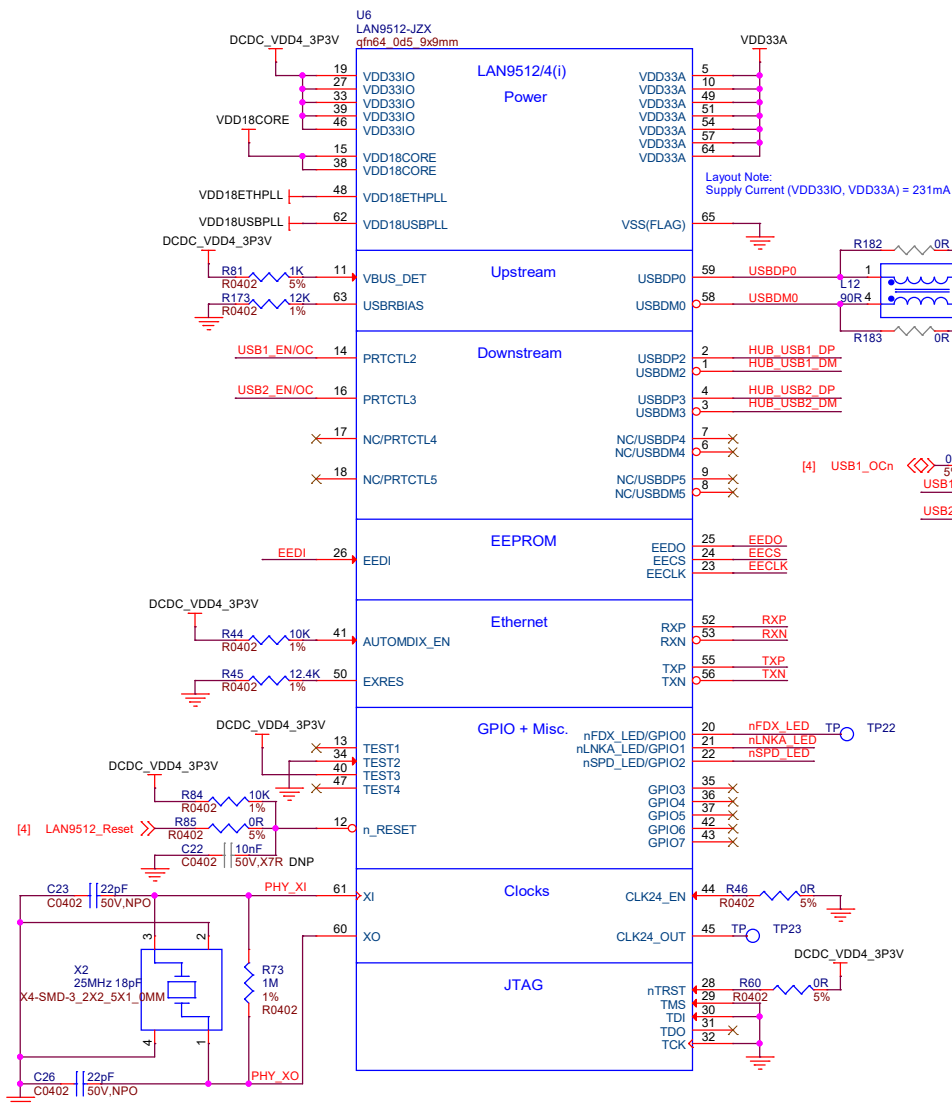 U6
LAN9512-JZX
qfn64_0d5_9x9mm
DCDC_VDD4_3P3V
VDD33A
LAN9512/4(i)
Power
19 VDD33IO
27 VDD33IO
33 VDD33IO
39 VDD33IO
46 VDD33IO
VDD18CORE
15 VDD18CORE
38 VDD18CORE
VDD18ETHPLL 48 VDD18ETHPLL
VDD18USBPLL 62 VDD18USBPLL
VDD33A 5
VDD33A 10
VDD33A 49
VDD33A 51
VDD33A 54
VDD33A 57
VDD33A 64
VSS(FLAG) 65
Layout Note:
Supply Current (VDD33IO, VDD33A) = 231mA
DCDC_VDD4_3P3V
Upstream
R81 1K 11 VBUS_DET
R0402 5%
R173 12K 63 USBRBIAS
R0402 1%
USBDP0 59 USBDP0
USBDM0 58 USBDM0
R182 0R
1
L12
90R 4
R183 0R
Downstream
USB1_EN/OC 14 PRTCTL2
USB2_EN/OC 16 PRTCTL3
17 NC/PRTCTL4
18 NC/PRTCTL5
USBDP2 2 HUB_USB1_DP
USBDM2 1 HUB_USB1_DM
USBDP3 4 HUB_USB2_DP
USBDM3 3 HUB_USB2_DM
NC/USBDP4 7
NC/USBDM4 6
NC/USBDP5 9
NC/USBDM5 8
[4] USB1_OCn
USB1
USB2
EEPROM
EEDI 26 EEDI
EEDO 25 EEDO
EECS 24 EECS
EECLK 23 EECLK
DCDC_VDD4_3P3V
Ethernet
R44 10K 41 AUTOMDIX_EN
R0402 1%
R45 12.4K 50 EXRES
R0402 1%
RXP 52 RXP
RXN 53 RXN
TXP 55 TXP
TXN 56 TXN
DCDC_VDD4_3P3V
GPIO + Misc.
13 TEST1
34 TEST2
40 TEST3
47 TEST4
DCDC_VDD4_3P3V
R84 10K
R0402 1%
[4] LAN9512_Reset R85 0R 12 n_RESET
R0402 5%
C22 10nF
C0402 50V,X7R DNP
nFDX_LED/GPIO0 20 nFDX_LED TP TP22
nLNKA_LED/GPIO1 21 nLNKA_LED
nSPD_LED/GPIO2 22 nSPD_LED
GPIO3 35
GPIO4 36
GPIO5 37
GPIO6 42
GPIO7 43
Clocks
C23 22pF PHY_XI 61 XI
C0402 50V,NPO
60 XO
3 2
X2
25MHz 18pF
X4-SMD-3_2X2_5X1_0MM
4 1
R73
1M
1%
R0402
C26 22pF PHY_XO
C0402 50V,NPO
CLK24_EN 44 R46 0R
R0402 5%
CLK24_OUT 45 TP TP23
DCDC_VDD4_3P3V
JTAG
nTRST 28 R60 0R
TMS 29 R0402 5%
TDI 30
TDO 31
TCK 32